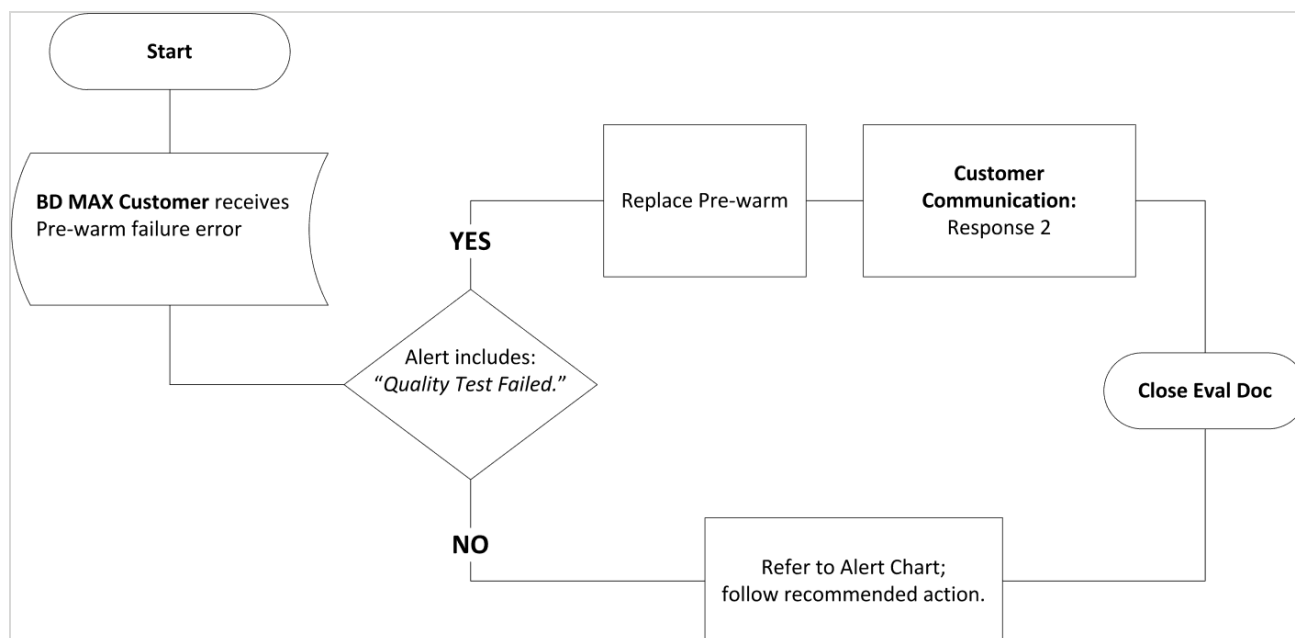 Start
BD MAX Customer receives
Pre-warm failure error
YES
Alert includes:
“Quality Test Failed.”
Replace Pre-warm
Customer
Communication:
Response 2
Close Eval Doc
NO
Refer to Alert Chart;
follow recommended action.